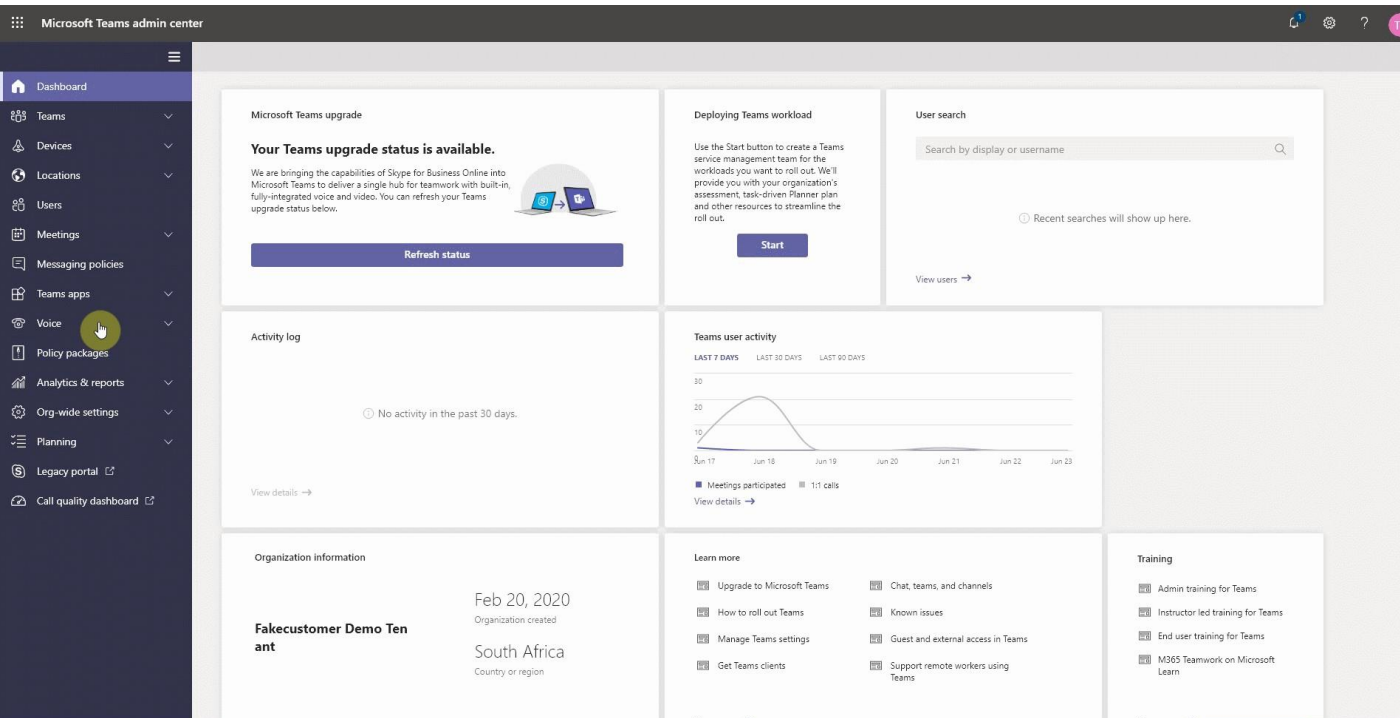 Microsoft Teams admin center
1
?
Dashboard
Teams
Devices
Locations
Users
Meetings
Messaging policies
Teams apps
Voice
Policy packages
Analytics & reports
Org-wide settings
Planning
Legacy portal
Call quality dashboard
Microsoft Teams upgrade
Your Teams upgrade status is available.
We are bringing the capabilities of Skype for Business Online into
Microsoft Teams to deliver a single hub for teamwork with built-in,
fully-integrated voice and video. You can refresh your Teams
upgrade status below.
Refresh status
Deploying Teams workload
Use the Start button to create a Teams
service management team for the
workloads you want to roll out. We'll
provide you with your organization's
assessment, task-driven Planner plan
and other resources to streamline the
roll out.
Start
User search
Search by display or username
Recent searches will show up here.
View users →
Activity log
No activity in the past 30 days.
View details →
Teams user activity
LAST 7 DAYS LAST 30 DAYS LAST 90 DAYS
30
20
10
0
Jun 17 Jun 18 Jun 19 Jun 20 Jun 21 Jun 22 Jun 23
Meetings participated 1:1 calls
View details →
Organization information
Fakecustomer Demo Ten
ant
Feb 20, 2020
Organization created
South Africa
Country or region
Learn more
Upgrade to Microsoft Teams
How to roll out Teams
Manage Teams settings
Get Teams clients
Chat, teams, and channels
Known issues
Guest and external access in Teams
Support remote workers using
Teams
Training
Admin training for Teams
Instructor led training for Teams
End user training for Teams
M365 Teamwork on Microsoft
Learn